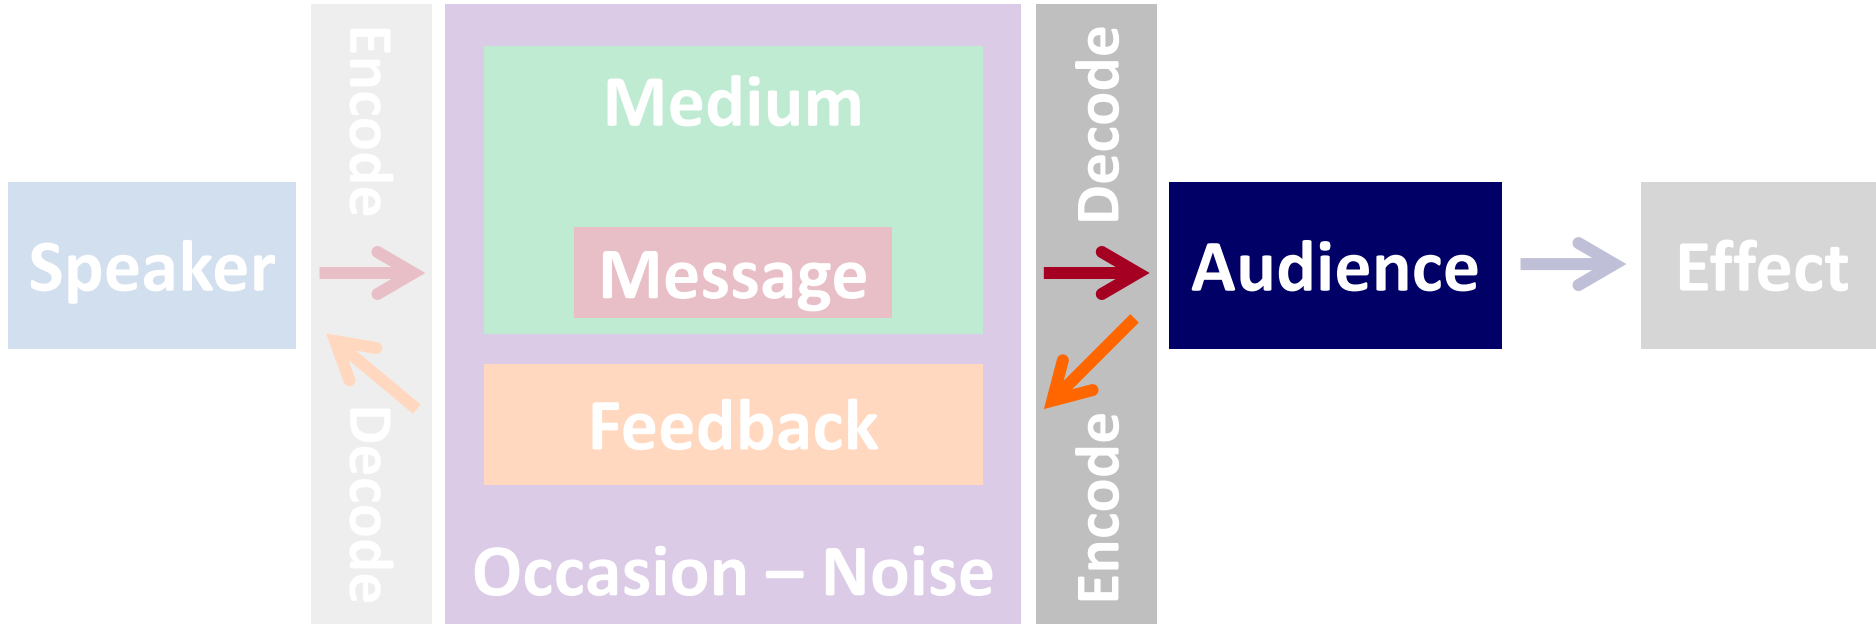 Speaker
Encode
Decode
Medium
Message
Feedback
Occasion – Noise
Decode
Encode
Audience
Effect